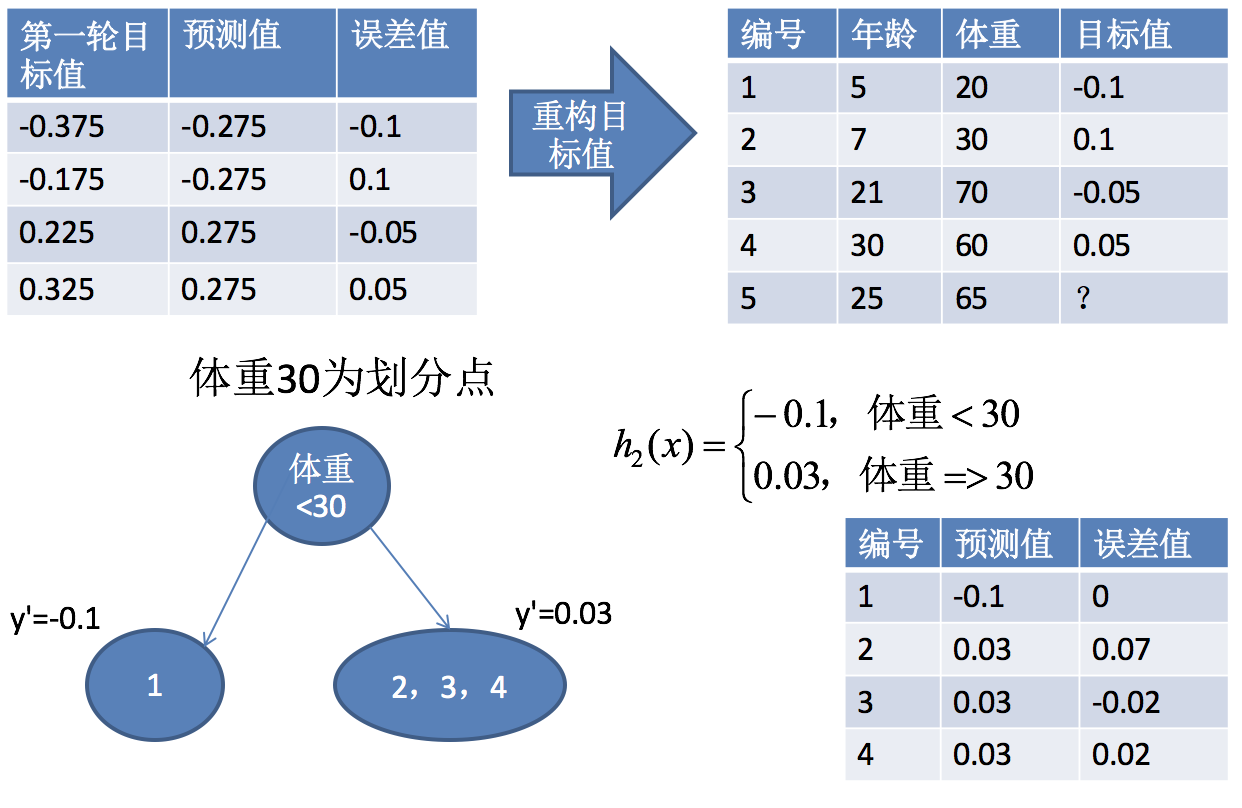 第一轮目标值 预测值 误差值
-0.375 -0.275 -0.1
-0.175 -0.275 0.1
0.225 0.275 -0.05
0.325 0.275 0.05
重构目
标值
编号 年龄 体重 目标值
1 5 20 -0.1
2 7 30 0.1
3 21 70 -0.05
4 30 60 0.05
5 25 65 ?
体重30为划分点
体重
<30
y'=-0.1
y'=0.03
1
2，3，4
h₂(x) = { -0.1， 体重 < 30
0.03， 体重 => 30
编号 预测值 误差值
1 -0.1 0
2 0.03 0.07
3 0.03 -0.02
4 0.03 0.02